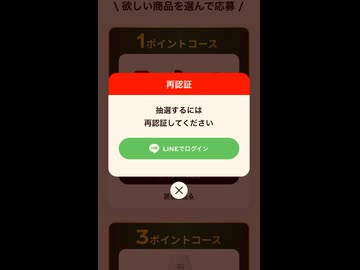 \ 欲しい商品を選んで応募 /
1ポイントコース
再認証
抽選するには
再認証してください
LINEでログイン
3ポイントコース